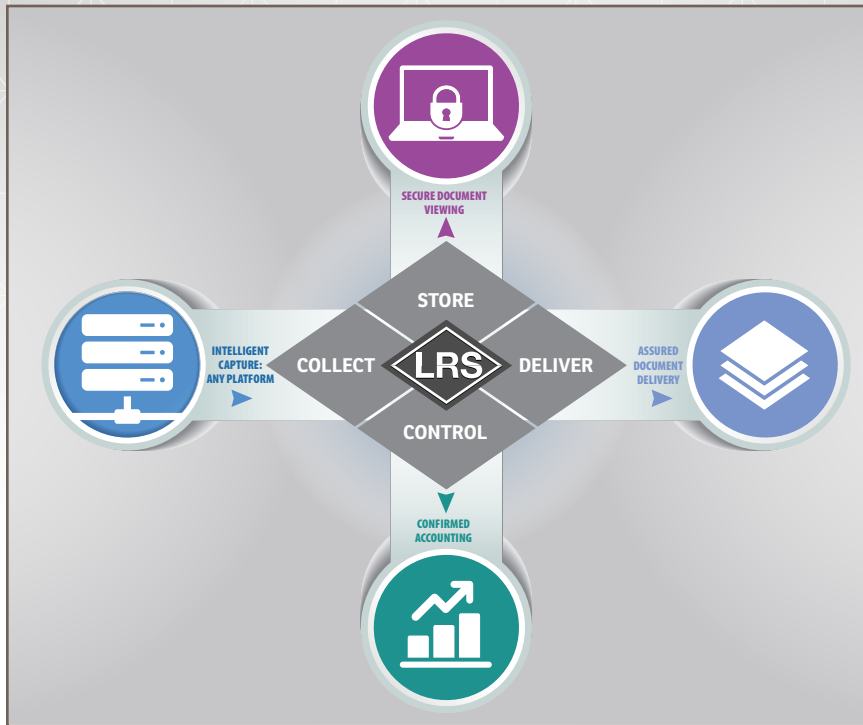 SECURE DOCUMENT
VIEWING
STORE
INTELLIGENT
CAPTURE:
ANY PLATFORM
COLLECT
LRS
DELIVER
ASSURED
DOCUMENT
DELIVERY
CONTROL
CONFIRMED
ACCOUNTING